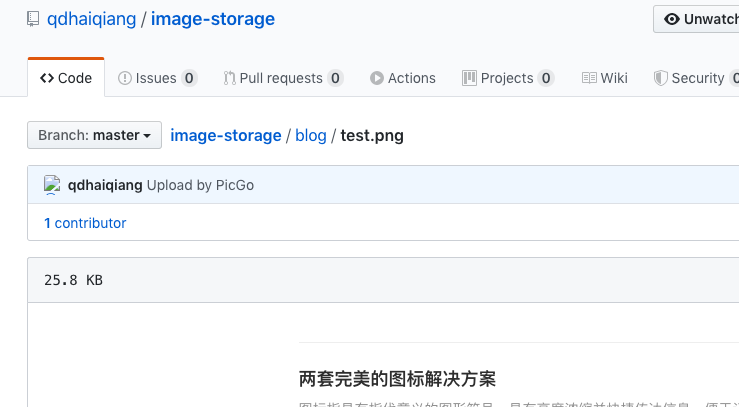 qdhaiqiang / image-storage
Unwatch
Code Issues 0 Pull requests 0 Actions Projects 0 Wiki Security 0
Branch: master image-storage / blog / test.png
qdhaiqiang Upload by PicGo
1 contributor
25.8 KB
两套完美的图标解决方案